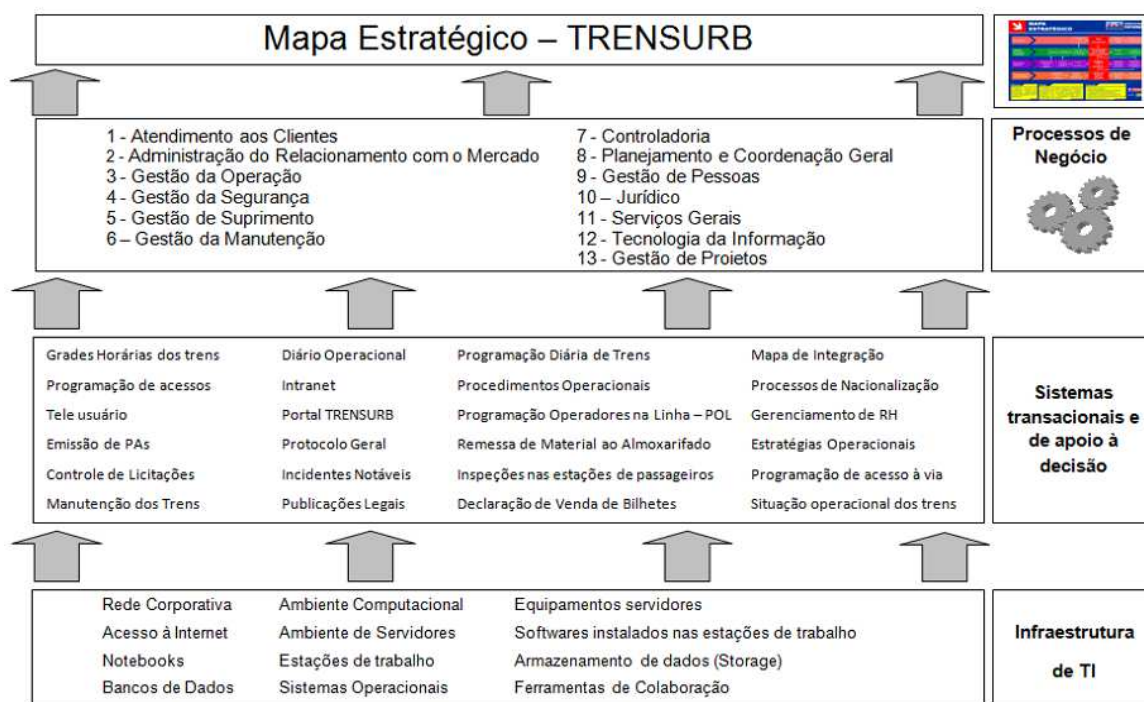 Mapa Estratégico – TRENSURB
MAPA
ESTRATÉGICO
1 - Atendimento aos Clientes
2 - Administração do Relacionamento com o Mercado
3 - Gestão da Operação
4 - Gestão da Segurança
5 - Gestão de Suprimento
6 – Gestão da Manutenção
7 - Controladoria
8 - Planejamento e Coordenação Geral
9 - Gestão de Pessoas
10 – Jurídico
11 - Serviços Gerais
12 - Tecnologia da Informação
13 - Gestão de Projetos
Processos de
Negócio
Grades Horárias dos trens
Programação de acessos
Tele usuário
Emissão de PAs
Controle de Licitações
Manutenção dos Trens
Diário Operacional
Intranet
Portal TRENSURB
Protocolo Geral
Incidentes Notáveis
Publicações Legais
Programação Diária de Trens
Procedimentos Operacionais
Programação Operadores na Linha – POL
Remessa de Material ao Almoxarifado
Inspeções nas estações de passageiros
Declaração de Venda de Bilhetes
Mapa de Integração
Processos de Nacionalização
Gerenciamento de RH
Estratégias Operacionais
Programação de acesso à via
Situação operacional dos trens
Sistemas
transacionais e
de apoio à
decisão
Rede Corporativa
Acesso à Internet
Notebooks
Bancos de Dados
Ambiente Computacional
Ambiente de Servidores
Estações de trabalho
Sistemas Operacionais
Equipamentos servidores
Softwares instalados nas estações de trabalho
Armazenamento de dados (Storage)
Ferramentas de Colaboração
Infraestrutura
de TI